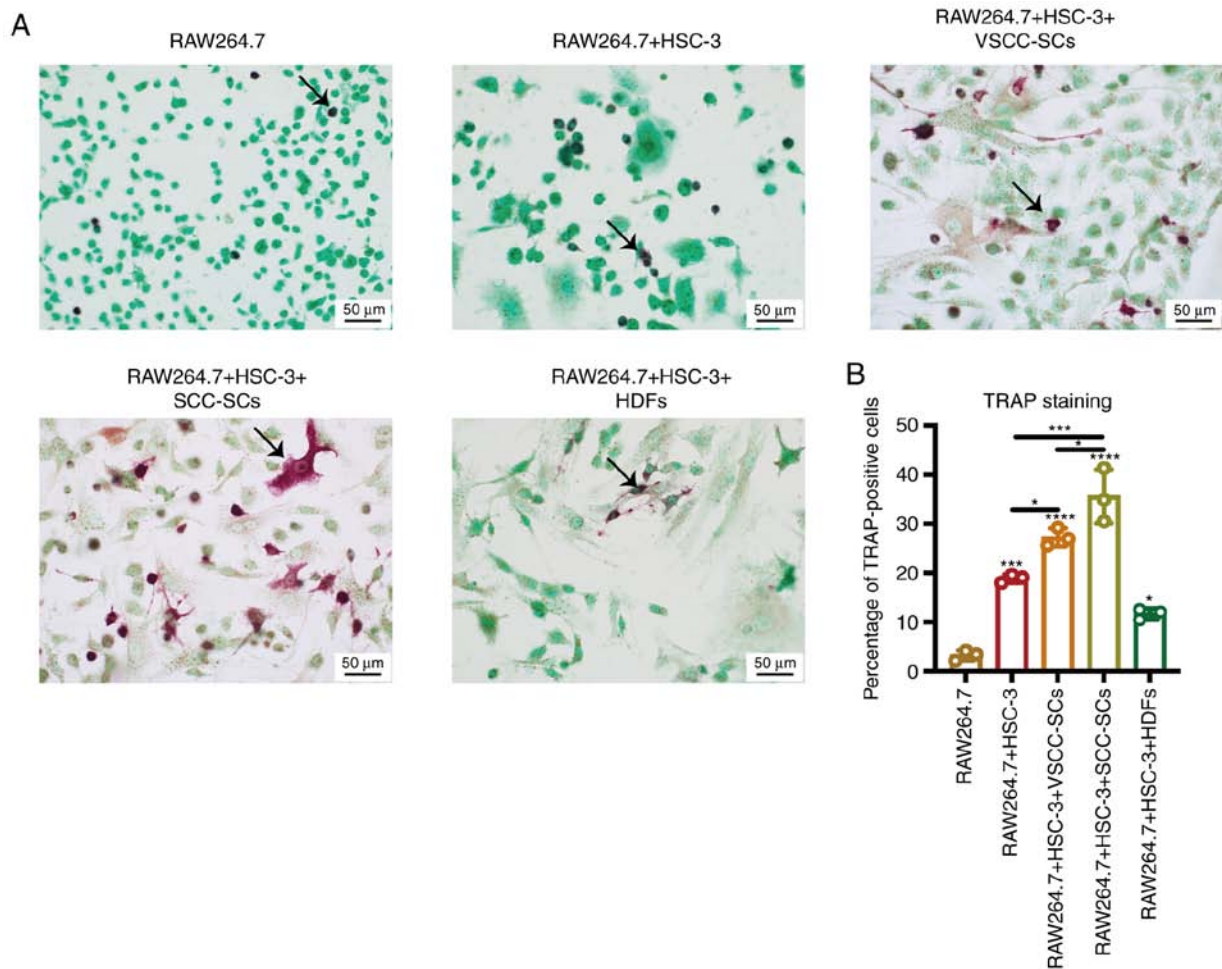 A
RAW264.7
RAW264.7+HSC-3
RAW264.7+HSC-3+
VSCC-SCs
50 µm
50 µm
50 µm
RAW264.7+HSC-3+
SCC-SCs
RAW264.7+HSC-3+
HDFs
50 µm
50 µm
B
TRAP staining
Percentage of TRAP-positive cells
50
40
30
20
10
0
***
*
****
*
****
***
*
RAW264.7
RAW264.7+HSC-3
RAW264.7+HSC-3+VSCC-SCs
RAW264.7+HSC-3+SCC-SCs
RAW264.7+HSC-3+HDFs